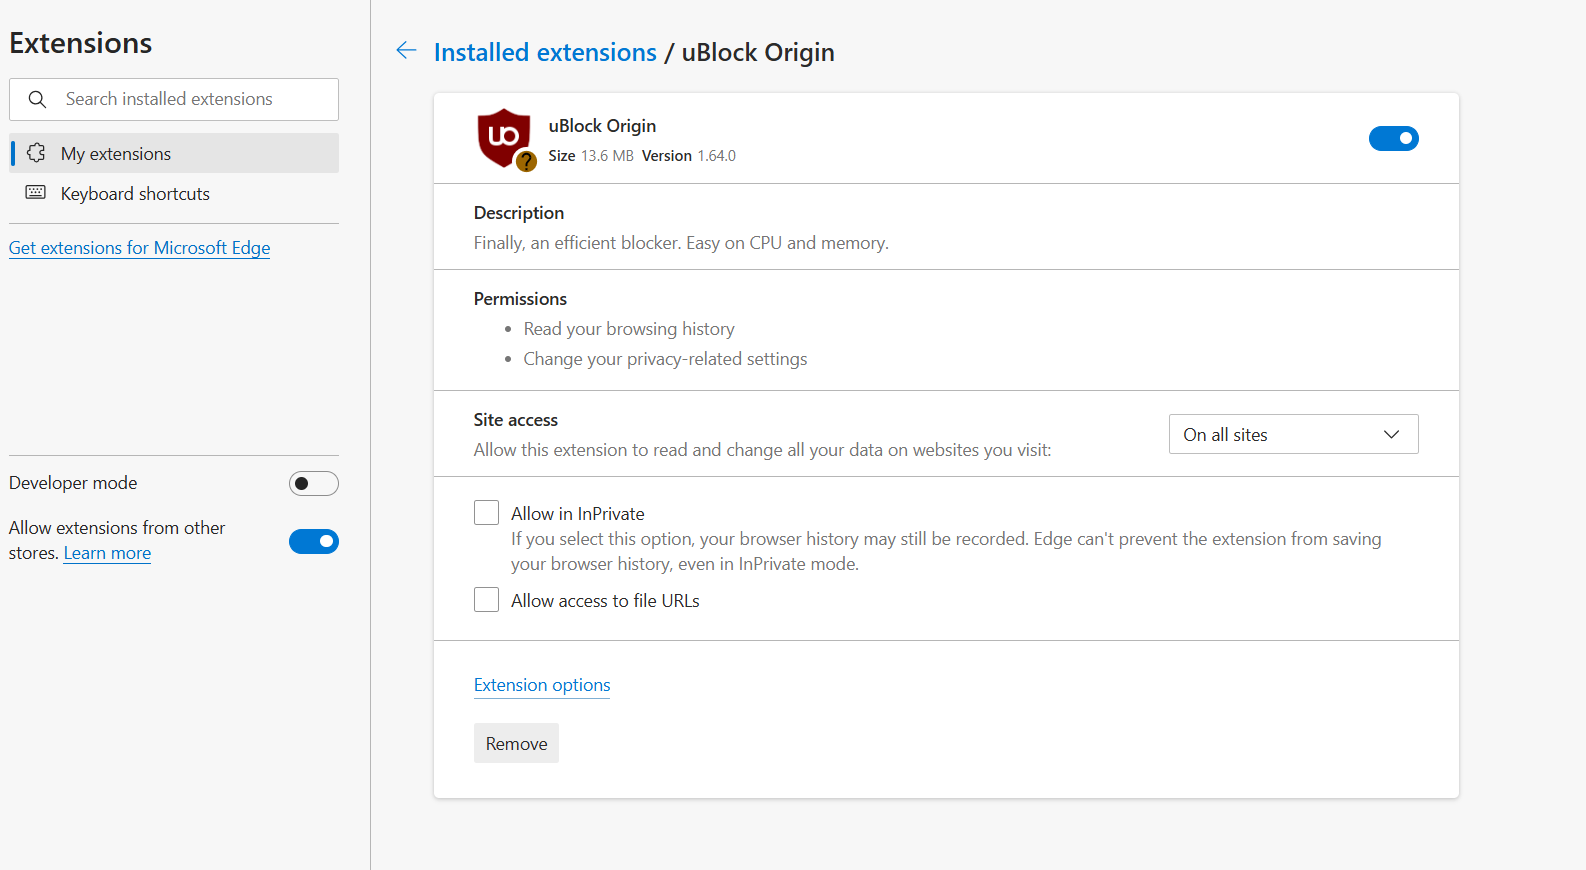 Extensions
Search installed extensions
My extensions
Keyboard shortcuts
Get extensions for Microsoft Edge
Developer mode
Allow extensions from other
stores. Learn more
Installed extensions / uBlock Origin
uBlock Origin
Size 13.6 MB Version 1.64.0
Description
Finally, an efficient blocker. Easy on CPU and memory.
Permissions
• Read your browsing history
• Change your privacy-related settings
Site access
Allow this extension to read and change all your data on websites you visit:
On all sites
Allow in InPrivate
If you select this option, your browser history may still be recorded. Edge can't prevent the extension from saving
your browser history, even in InPrivate mode.
Allow access to file URLs
Extension options
Remove